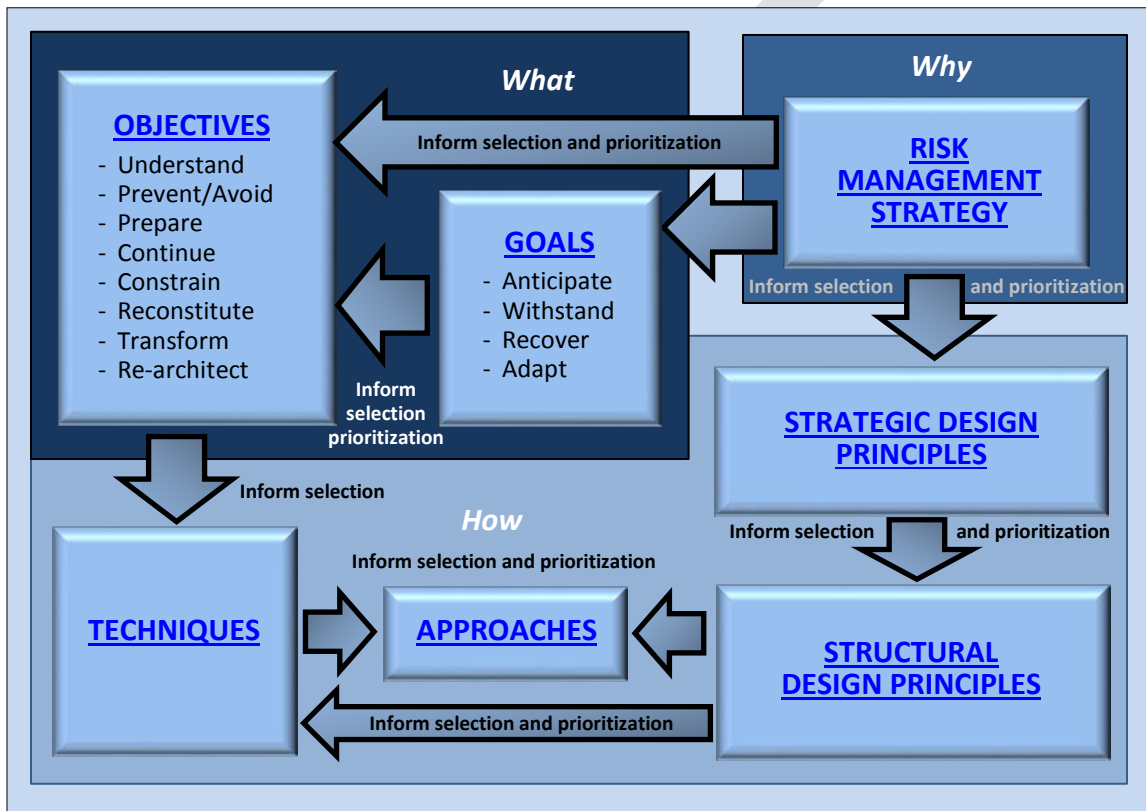 What
Why
OBJECTIVES
- Understand
- Prevent/Avoid
- Prepare
- Continue
- Constrain
- Reconstitute
- Transform
- Re-architect
Inform selection and prioritization
RISK
MANAGEMENT
STRATEGY
GOALS
- Anticipate
- Withstand
- Recover
- Adapt
Inform
selection
prioritization
Inform selection and prioritization
STRATEGIC DESIGN
PRINCIPLES
Inform selection
How
Inform selection and prioritization
Inform selection and prioritization
TECHNIQUES
APPROACHES
STRUCTURAL
DESIGN PRINCIPLES
Inform selection and prioritization